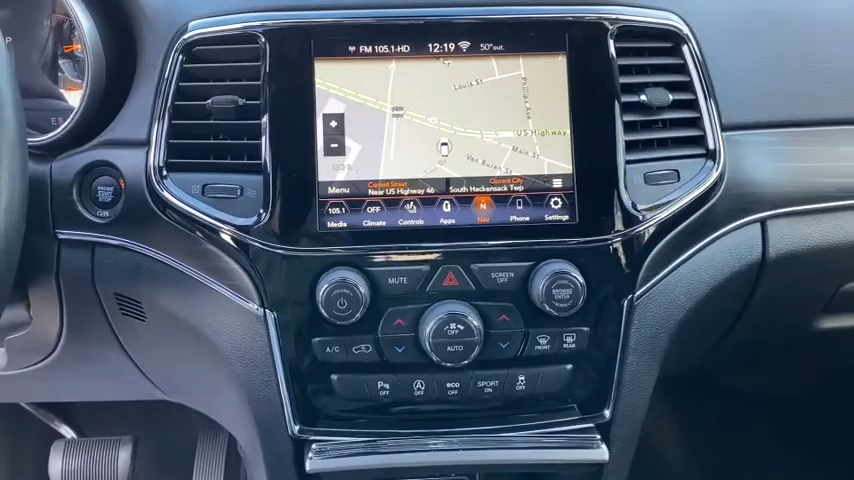 FM 105.1-HD 12:19 50° out
Louis St
Phillips Ave
US Highway
Main St
Van Buren St
+
-
Current Street Current City
Menu Near US Highway 46 South Hackensack Twp
105.1 OFF N
Media Climate Controls Apps Nav Phone Settings
ENGINE START STOP
MUTE SCREEN OFF
VOLUME BROWSE ENTER
OFF
AUTO
A/C FRONT REAR
P OFF A OFF eco OFF SPORT ON OFF